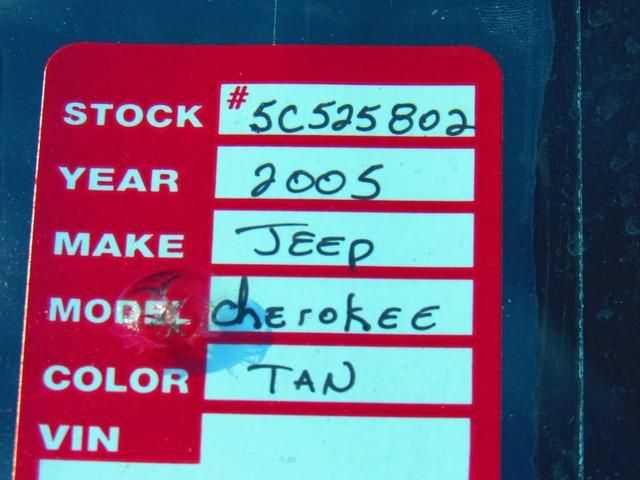 STOCK # 5C525802
YEAR 2005
MAKE JEEP
MODEL cherokee
COLOR TAN
VIN